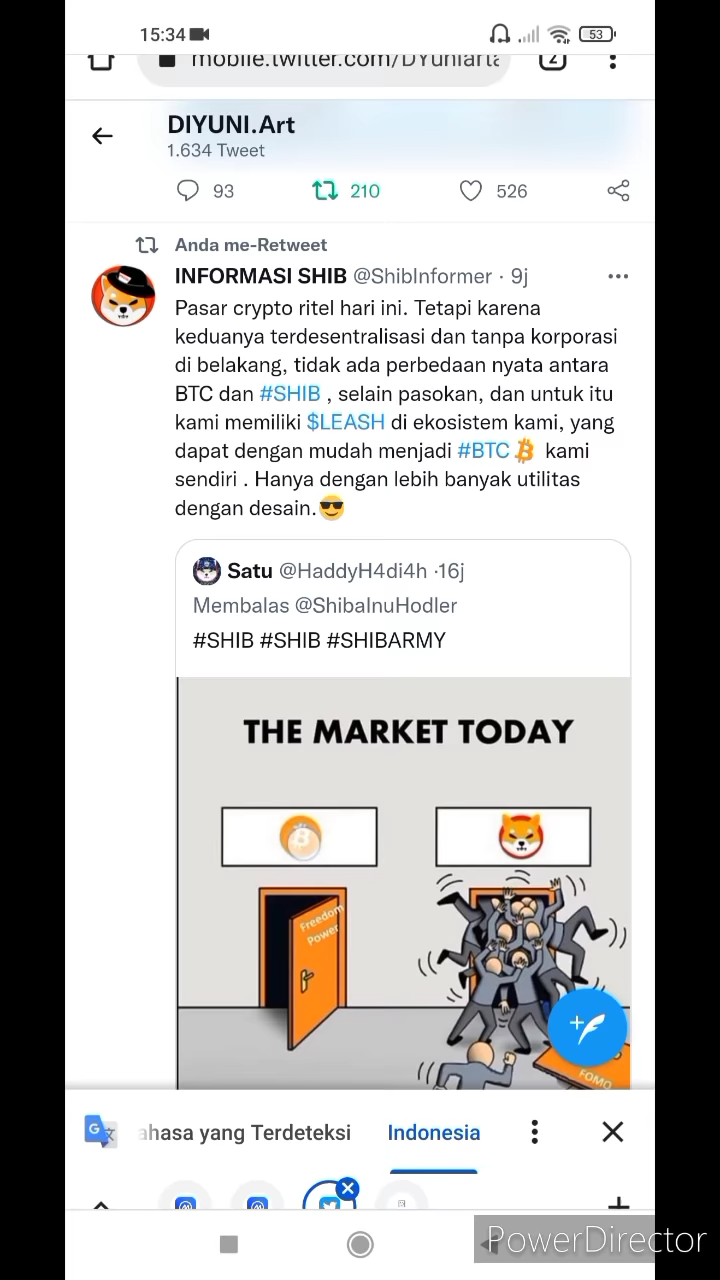 15:34
53
mobile.twitter.com/DYuniarta
2
DIYUNI.Art
1.634 Tweet
93 210 526
Anda me-Retweet
INFORMASI SHIB @ShibInformer · 9j
Pasar crypto ritel hari ini. Tetapi karena
keduanya terdesentralisasi dan tanpa korporasi
di belakang, tidak ada perbedaan nyata antara
BTC dan #SHIB , selain pasokan, dan untuk itu
kami memiliki $LEASH di ekosistem kami, yang
dapat dengan mudah menjadi #BTC kami
sendiri . Hanya dengan lebih banyak utilitas
dengan desain.😎
Satu @HaddyH4di4h ·16j
Membalas @ShibaInuHodler
#SHIB #SHIB #SHIBARMY
THE MARKET TODAY
Freedom
Power
FOMO
ahasa yang Terdeteksi Indonesia
PowerDirector